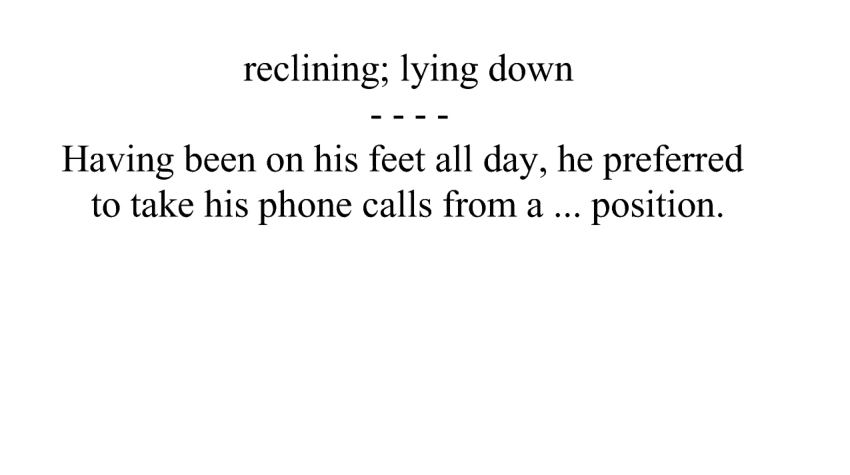 reclining; lying down
- - - -
Having been on his feet all day, he preferred
to take his phone calls from a ... position.